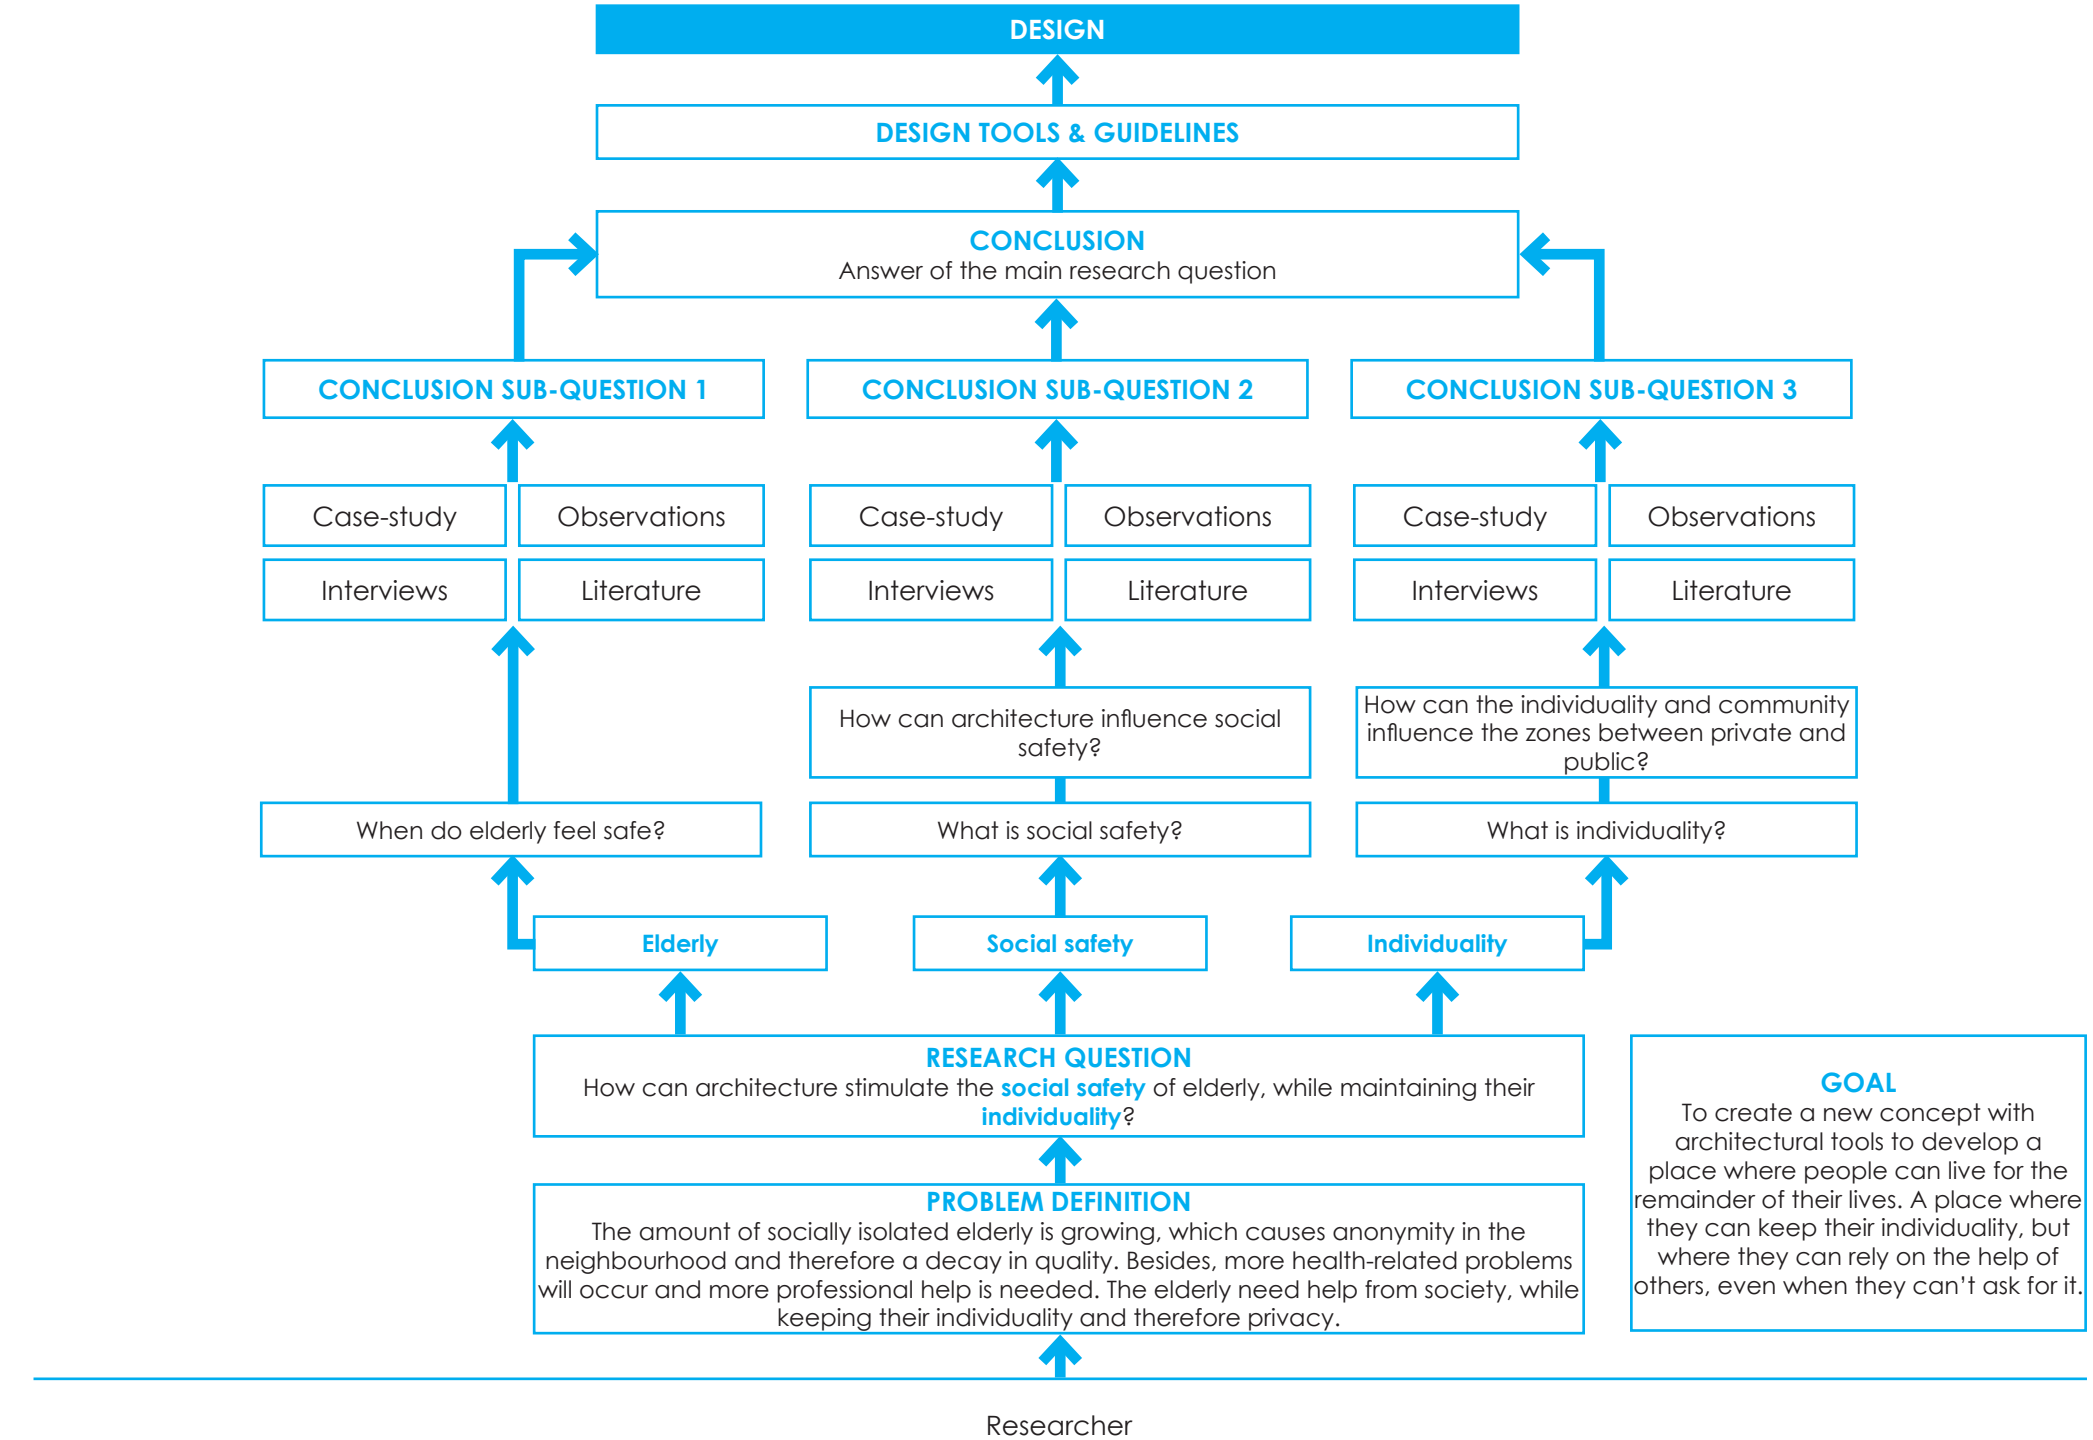 DESIGN
DESIGN TOOLS & GUIDELINES
CONCLUSION
Answer of the main research question
CONCLUSION SUB-QUESTION 1
CONCLUSION SUB-QUESTION 2
CONCLUSION SUB-QUESTION 3
Case-study
Observations
Case-study
Observations
Case-study
Observations
Interviews
Literature
Interviews
Literature
Interviews
Literature
How can architecture influence social
safety?
How can the individuality and community
influence the zones between private and
public?
When do elderly feel safe?
What is social safety?
What is individuality?
Elderly
Social safety
Individuality
RESEARCH QUESTION
How can architecture stimulate the social safety of elderly, while maintaining their
individuality?
GOAL
To create a new concept with
architectural tools to develop a
place where people can live for the
remainder of their lives. A place where
they can keep their individuality, but
where they can rely on the help of
others, even when they can't ask for it.
PROBLEM DEFINITION
The amount of socially isolated elderly is growing, which causes anonymity in the
neighbourhood and therefore a decay in quality. Besides, more health-related problems
will occur and more professional help is needed. The elderly need help from society, while
keeping their individuality and therefore privacy.
Researcher